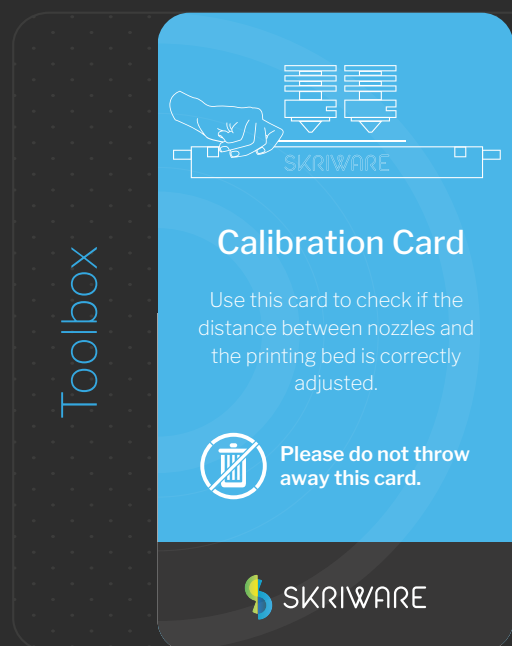 Toolbox
SKRIWARE
Calibration Card
Use this card to check if the
distance between nozzles and
the printing bed is correctly
adjusted.
Please do not throw
away this card.
SKRIWARE